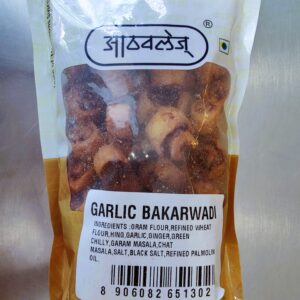 ®
आठवलेज्
GARLIC BAKARWADI
INGREDIENTS :GRAM FLOUR,REFINED WHEAT
FLOUR,HING,GARLIC,GINGER,GREEN
CHILLY,GARAM MASALA,CHAT
MASALA,SALT,BLACK SALT,REFINED PALMOLIN
OIL.
8 906082 651302